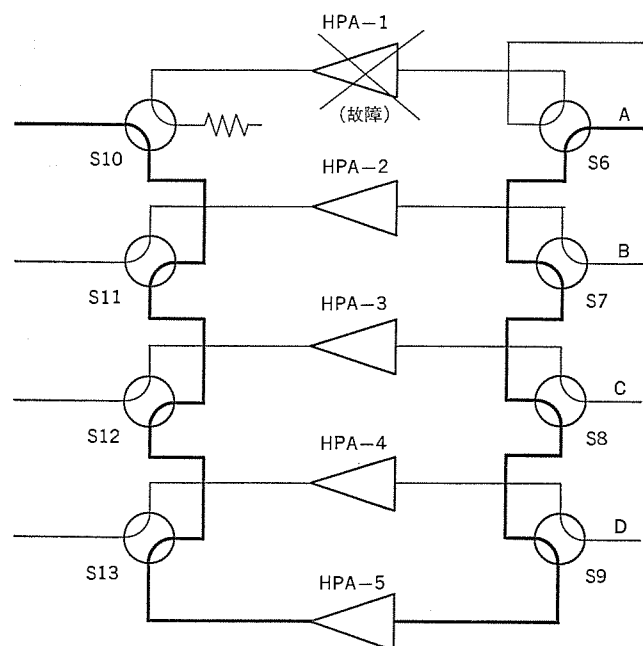 HPA-1
(故障)
A
S10
S6
HPA-2
B
S11
S7
HPA-3
C
S12
S8
HPA-4
D
S13
S9
HPA-5